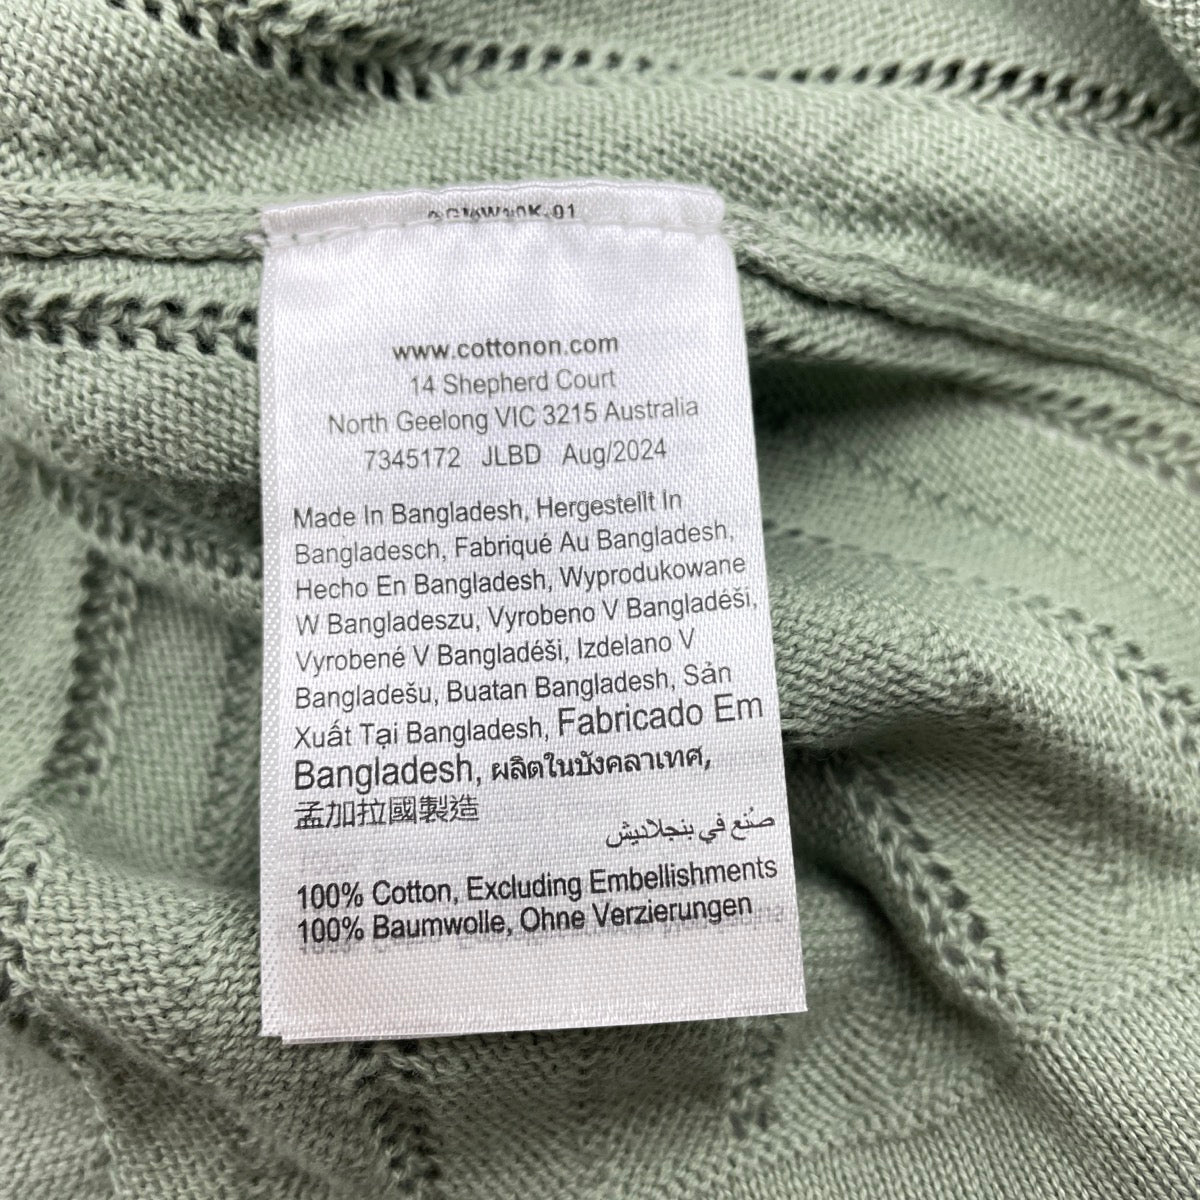 www.cottonon.com
14 Shepherd Court
North Geelong VIC 3215 Australia
7345172 JLBD Aug/2024
Made In Bangladesh, Hergestellt In
Bangladesch, Fabriqué Au Bangladesh,
Hecho En Bangladesh, Wyprodukowane
W Bangladeszu, Vyrobeno V Bangladéši,
Vyrobené V Bangladéši, Izdelano V
Bangladešu, Buatan Bangladesh, Sản
Xuất Tại Bangladesh, Fabricado Em
Bangladesh, ผลิตในบังคลาเทศ,
孟加拉國製造
صُنع في بنجلاديش
100% Cotton, Excluding Embellishments
100% Baumwolle, Ohne Verzierungen